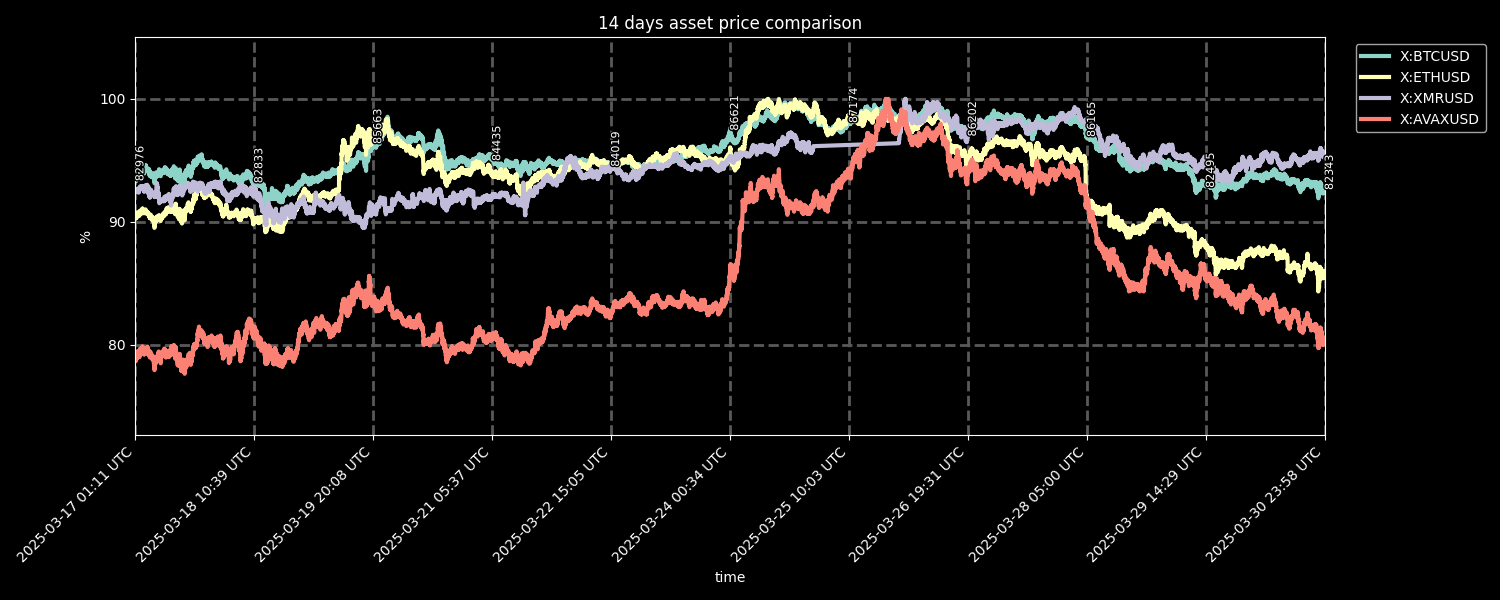 14 days asset price comparison
X:BTCUSD
X:ETHUSD
X:XMRUSD
X:AVAXUSD
100
90
80
%
82976
82833
85663
84435
84019
86621
87174
86202
86105
82495
82343
2025-03-17 01:11 UTC
2025-03-18 10:39 UTC
2025-03-19 20:08 UTC
2025-03-21 05:37 UTC
2025-03-22 15:05 UTC
2025-03-24 00:34 UTC
2025-03-25 10:03 UTC
2025-03-26 19:31 UTC
2025-03-28 05:00 UTC
2025-03-29 14:29 UTC
2025-03-30 23:58 UTC
time